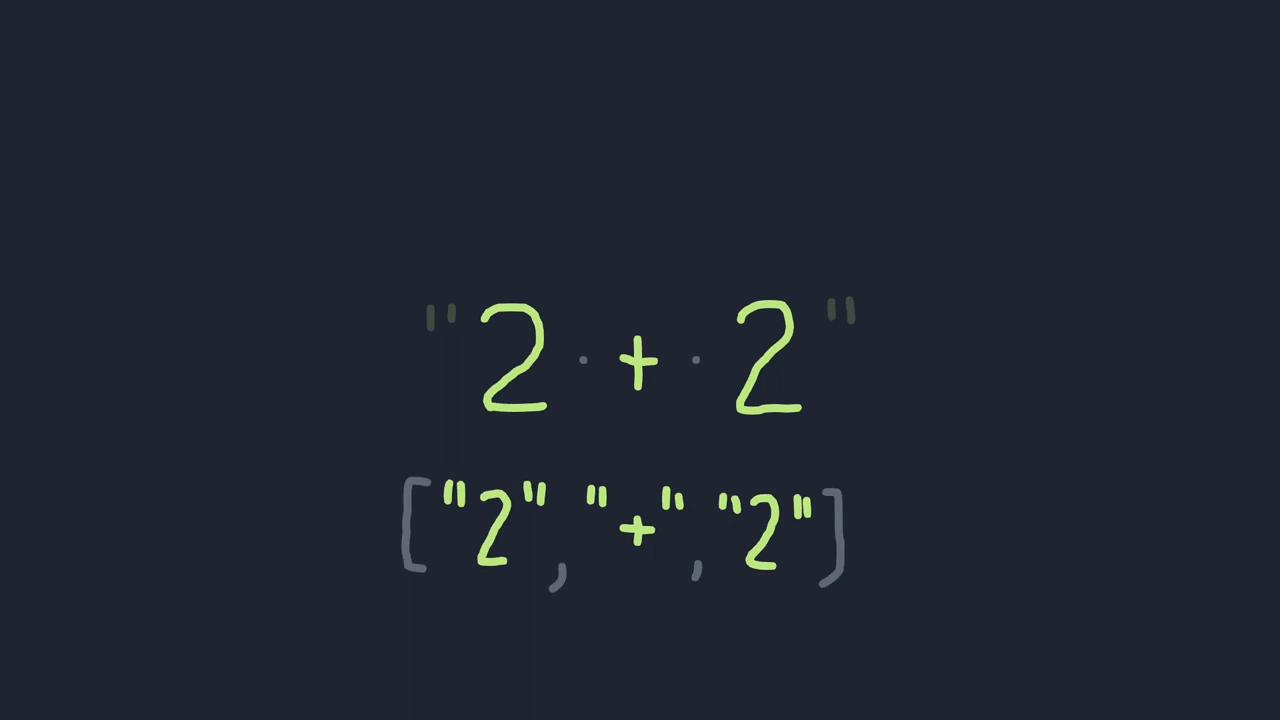 "2 · + · 2"
["2", "+", "2"]